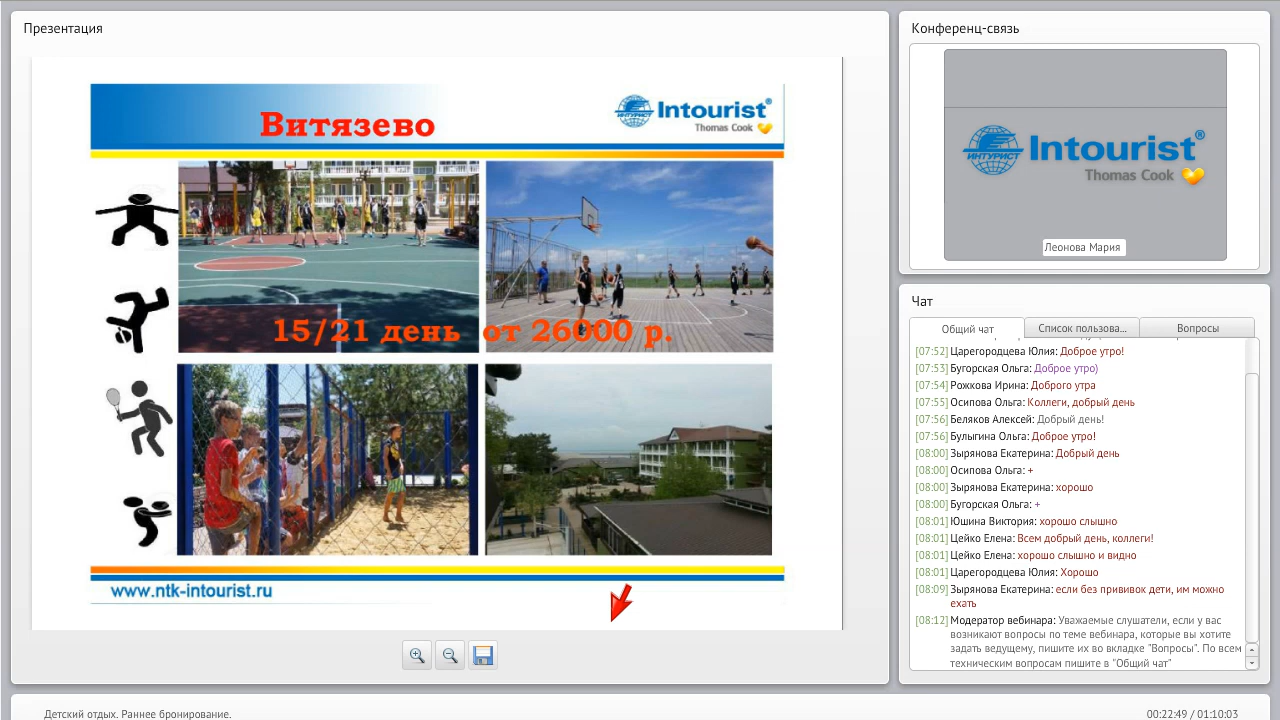 Презентация
Витязево
ИНТУРИСТ Intourist®
Thomas Cook
15/21 день от 26000 р.
www.ntk-intourist.ru
Детский отдых. Раннее бронирование.
00:22:49 / 01:10:03
Конференц-связь
ИНТУРИСТ Intourist®
Thomas Cook
Леонова Мария
Чат
Общий чат
Список пользова...
Вопросы
[07:52] Царегородцева Юлия: Доброе утро!
[07:53] Бугорская Ольга: Доброе утро)
[07:54] Рожкова Ирина: Доброго утра
[07:55] Осипова Ольга: Коллеги, добрый день
[07:56] Беляков Алексей: Добрый день!
[07:56] Булыгина Ольга: Доброе утро!
[08:00] Зырянова Екатерина: Добрый день
[08:00] Осипова Ольга: +
[08:00] Зырянова Екатерина: хорошо
[08:00] Бугорская Ольга: +
[08:01] Юшина Виктория: хорошо слышно
[08:01] Цейко Елена: Всем добрый день, коллеги!
[08:01] Цейко Елена: хорошо слышно и видно
[08:01] Царегородцева Юлия: Хорошо
[08:09] Зырянова Екатерина: если без прививок дети, им можно
ехать
[08:12] Модератор вебинара: Уважаемые слушатели, если у вас
возникают вопросы по теме вебинара, которые вы хотите
задать ведущему, пишите их во вкладке "Вопросы". По всем
техническим вопросам пишите в "Общий чат"